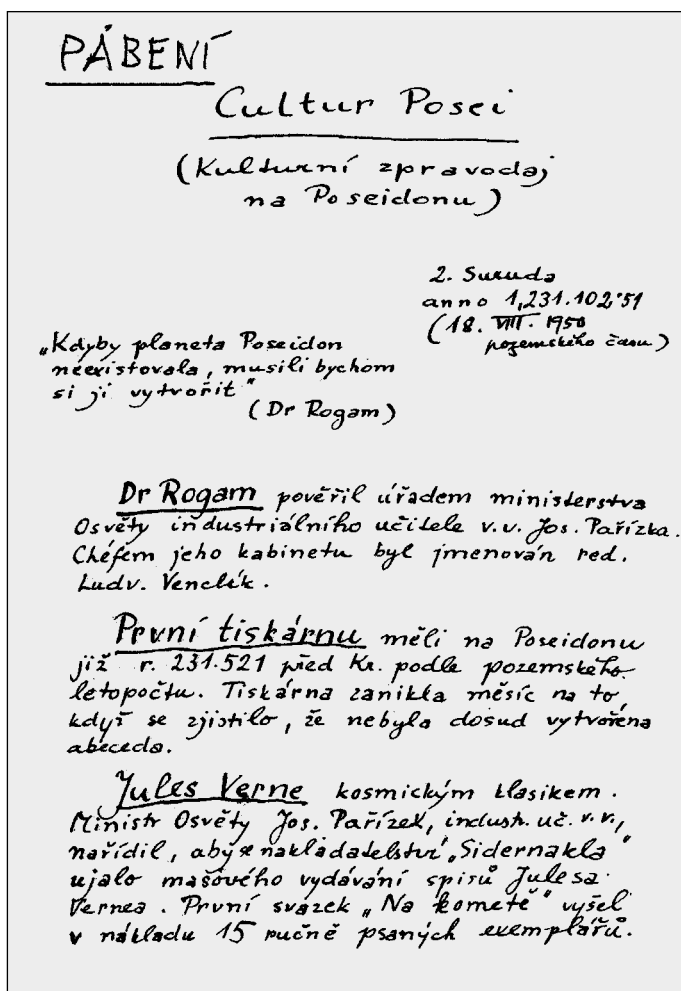 PÁBENÍ
Cultur Posei
(Kulturní zpravodaj
na Poseidonu)
2. Suruda
anno 1,231.102·51
(18. VIII. 1950
pozemského času)
„Kdyby planeta Poseidon
neexistovala, musili bychom
si ji vytvořit“
(Dr Rogam)
Dr Rogam pověřil úřadem ministerstva
Osvěty industriálního učitele v.v. Jos. Pařízka.
Chéfem jeho kabinetu byl jmenován red.
Ludv. Venclík.
První tiskárnu měli na Poseidonu
již r. 231.521 před Kr. podle pozemského
letopočtu. Tiskárna zanikla měsíc na to,
když se zjistilo, že nebyla dosud vytvořena
abeceda.
Jules Verne kosmickým klasikem.
Ministr Osvěty Jos. Pařízek, industr. uč. v.v.,
nařídil, aby se nakladatelství „Sidernakla“
ujalo masového vydávání spisů Julesa
Vernea. První svazek „Na kometě“ vyšel
v nákladu 15 ručně psaných exemplářů.